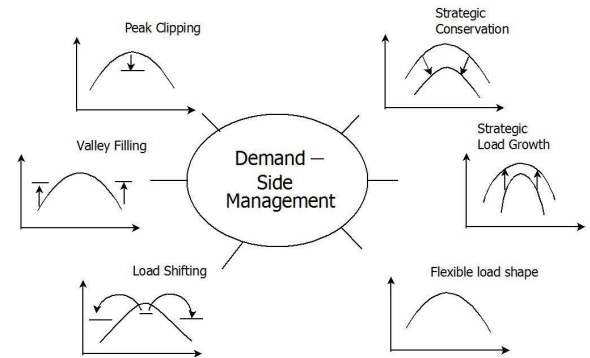 Peak Clipping
Strategic
Conservation
Valley Filling
Demand –
Side
Management
Strategic
Load Growth
Load Shifting
Flexible load shape